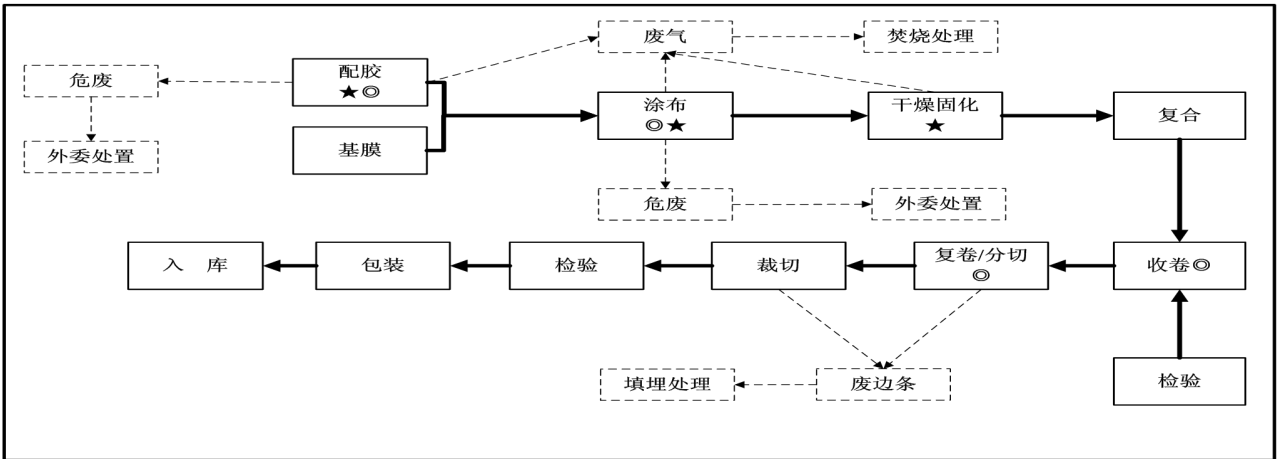 废气
焚烧处理
危废
配胶
★◎
涂布
◎★
干燥固化
★
复合
外委处置
基膜
危废
外委处置
入 库
包装
检验
裁切
复卷/分切
◎
收卷◎
填埋处理
废边条
检验